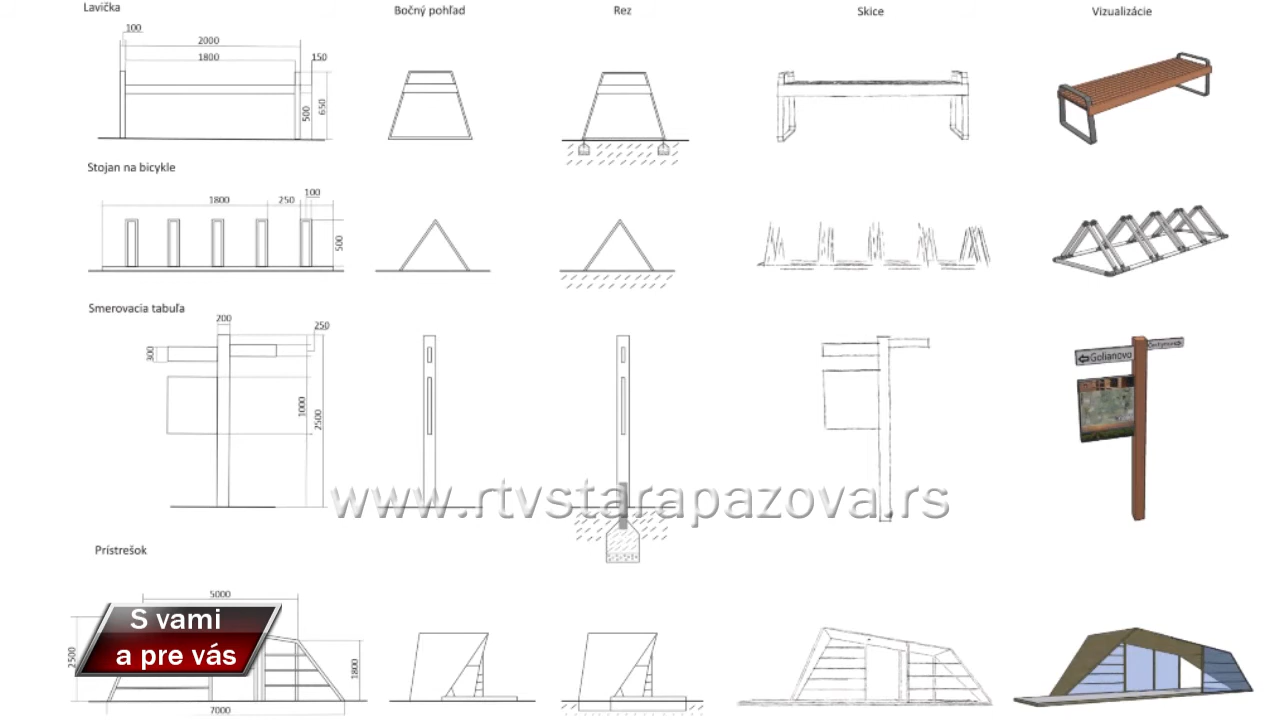 Lavička
Bočný pohľad
Rez
Skice
Vizualizácie
100
2000
1800
150
500
650
Stojan na bicykle
1800
250
100
500
Smerovacia tabuľa
200
250
300
1000
2500
Golianovo
www.rtvstarapazova.rs
Prístrešok
5000
2500
1800
7000
S vami
a pre vás